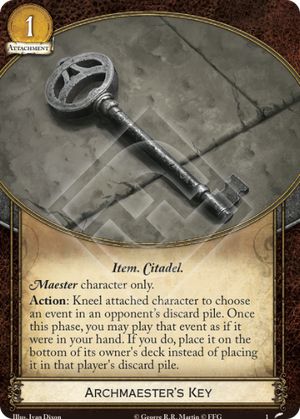 1
ATTACHMENT
Item. Citadel.
Maester character only.
Action: Kneel attached character to choose
an event in an opponent's discard pile. Once
this phase, you may play that event as if it
were in your hand. If you do, place it on the
bottom of its owner's deck instead of placing
it in that player's discard pile.
ARCHMAESTER'S KEY
Illus. Ivan Dixon
© George R.R. Martin © FFG
1